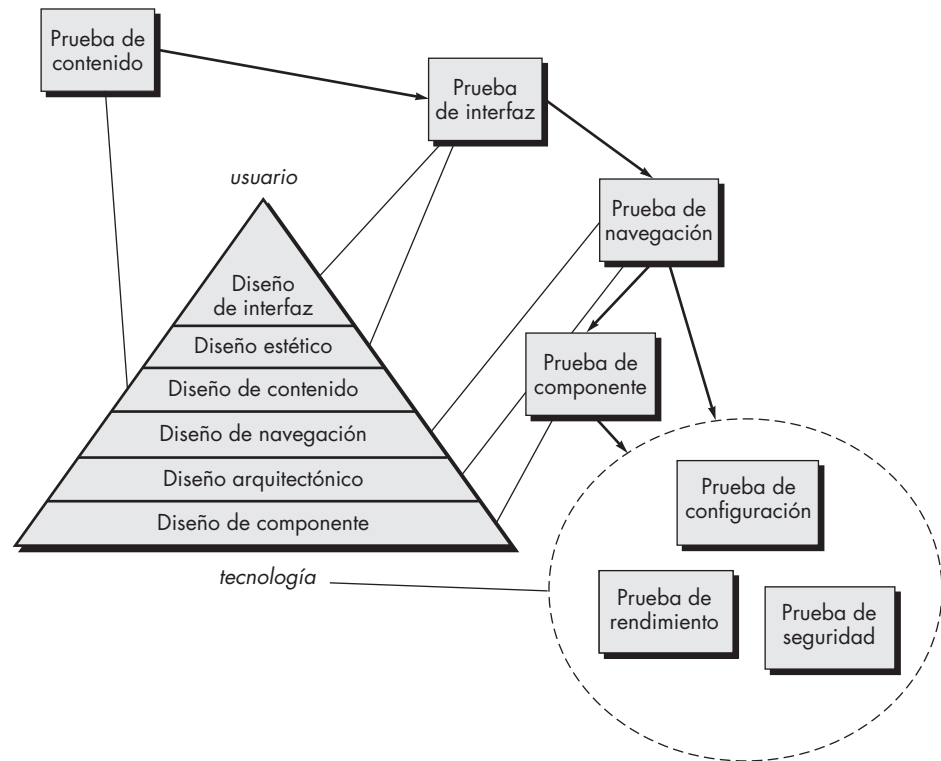 Prueba de
contenido
Prueba
de interfaz
usuario
Prueba de
navegación
Diseño
de interfaz
Diseño estético
Prueba de
componente
Diseño de contenido
Diseño de navegación
Diseño arquitectónico
Diseño de componente
Prueba de
configuración
tecnología
Prueba de
rendimiento
Prueba de
seguridad